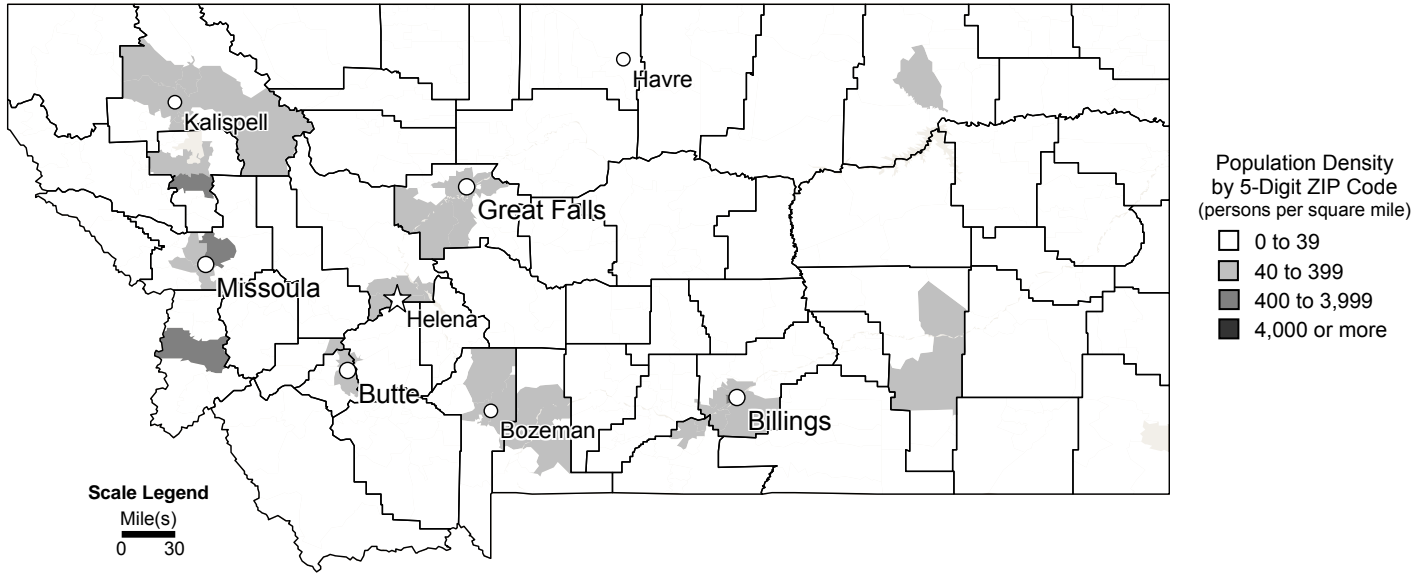 Havre
Kalispell
Great Falls
Missoula
Helena
Butte
Bozeman
Billings
Population Density
by 5-Digit ZIP Code
(persons per square mile)
0 to 39
40 to 399
400 to 3,999
4,000 or more
Scale Legend
Mile(s)
0 30